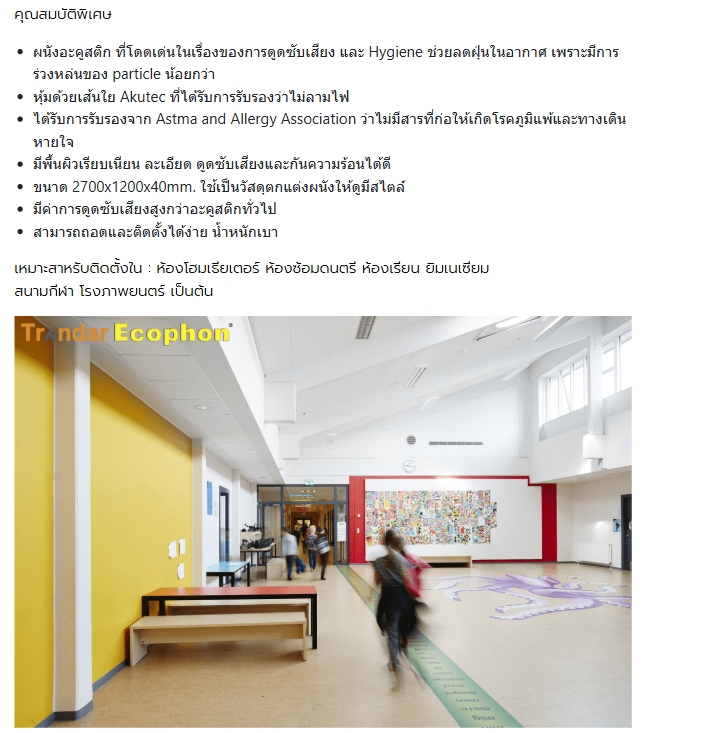 คุณสมบัติพิเศษ
ผนังอะคูสติก ที่โดดเด่นในเรื่องของการดูดซับเสียง และ Hygiene ช่วยลดฝุ่นในอากาศ เพราะมีการ
ร่วงหล่นของ particle น้อยกว่า
หุ้มด้วยเส้นใย Akutec ที่ได้รับการรับรองว่าไม่ลามไฟ
ได้รับการรับรองจาก Astma and Allergy Association ว่าไม่มีสารที่ก่อให้เกิดโรคภูมิแพ้และทางเดิน
หายใจ
มีพื้นผิวเรียบเนียน ละเอียด ดูดซับเสียงและกันความร้อนได้ดี
ขนาด 2700x1200x40mm. ใช้เป็นวัสดุตกแต่งผนังให้ดูมีสไตล์
มีค่าการดูดซับเสียงสูงกว่าอะคูสติกทั่วไป
สามารถถอดและติดตั้งได้ง่าย น้ำหนักเบา
เหมาะสาหรับติดตั้งใน : ห้องโฮมเธียเตอร์ ห้องซ้อมดนตรี ห้องเรียน ยิมเนเซียม
สนามกีฬา โรงภาพยนตร์ เป็นต้น
Trandar Ecophon